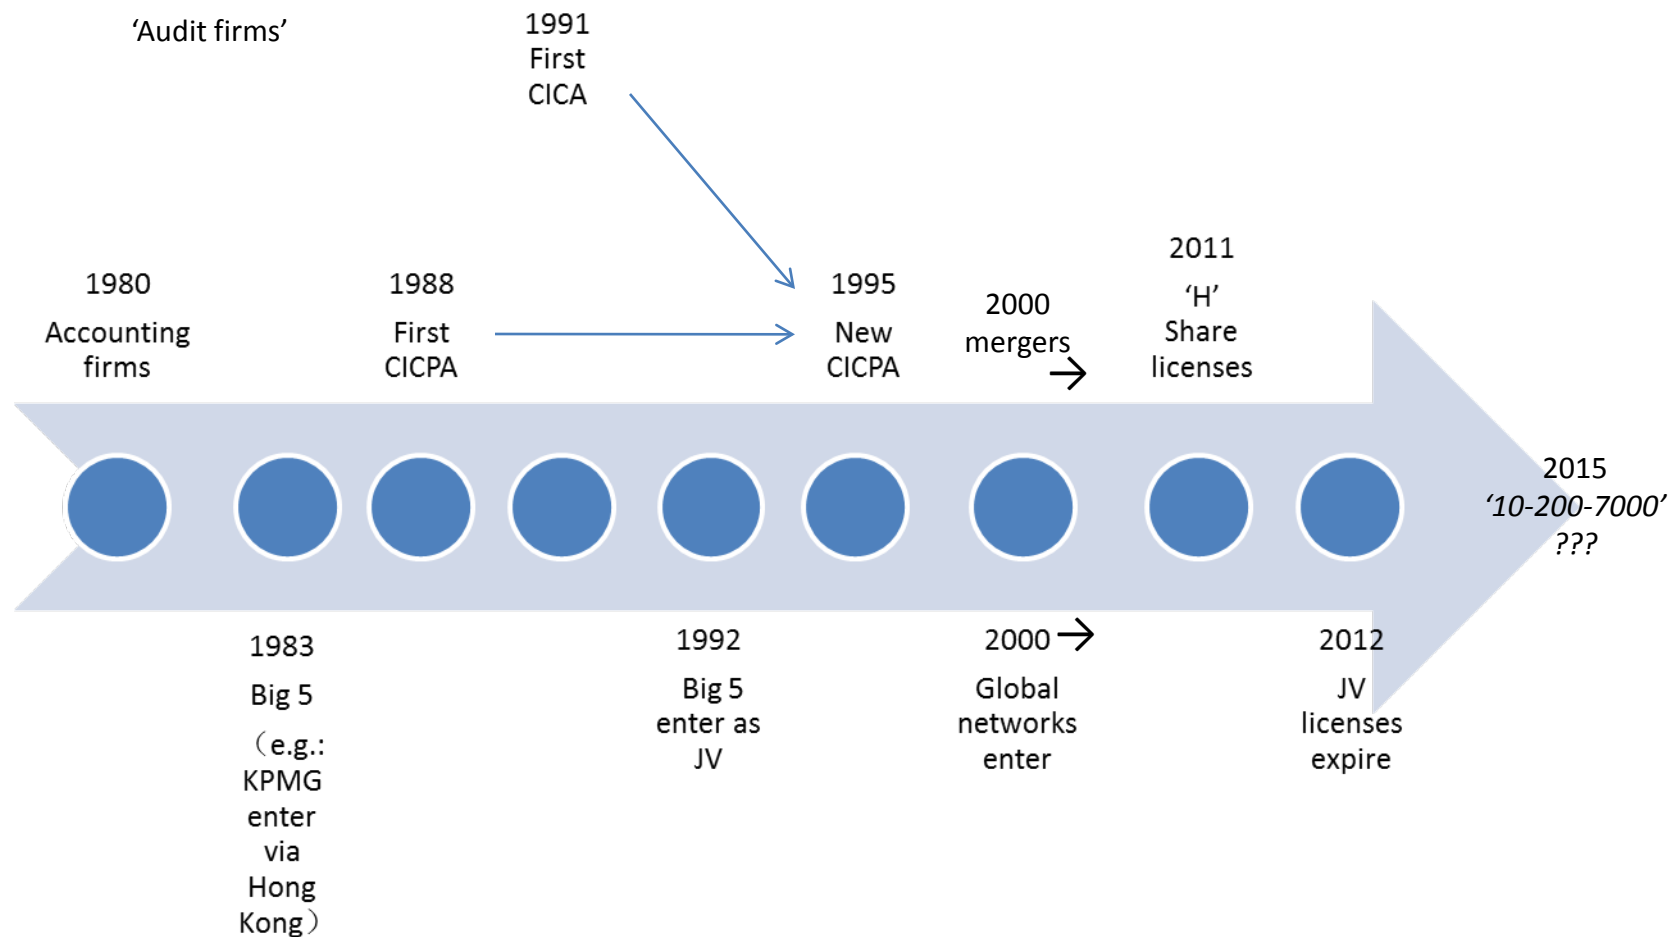 ‘Audit firms’
1991
First
CICA
1980
Accounting
firms
1988
First
CICPA
1995
New
CICPA
2000
mergers
2011
‘H’
Share
licenses
2015
‘10-200-7000’
???
1983
Big 5
（e.g.:
KPMG
enter
via
Hong
Kong）
1992
Big 5
enter as
JV
2000
Global
networks
enter
2012
JV
licenses
expire